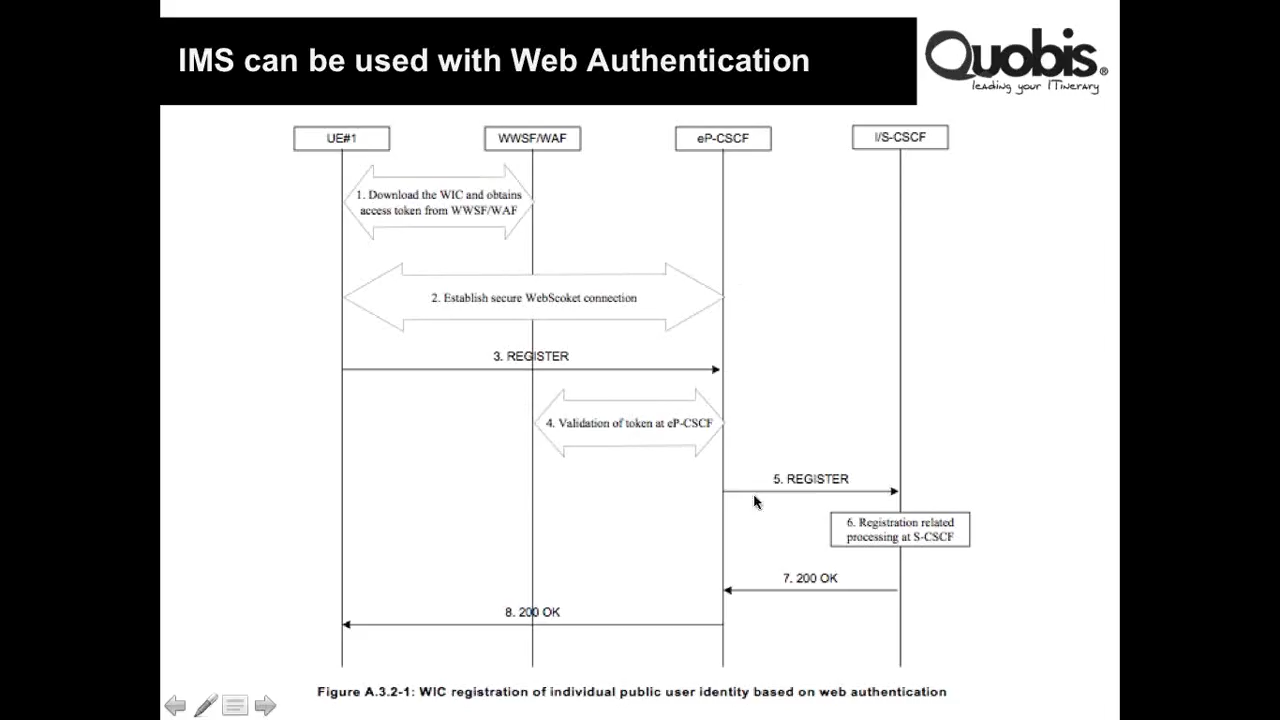 IMS can be used with Web Authentication
Quobis®
leading your ITinerary
UE#1
WWSF/WAF
eP-CSCF
I/S-CSCF
1. Download the WIC and obtains
access token from WWSF/WAF
2. Establish secure WebScoket connection
3. REGISTER
4. Validation of token at eP-CSCF
5. REGISTER
6. Registration related
processing at S-CSCF
7. 200 OK
8. 200 OK
Figure A.3.2-1: WIC registration of individual public user identity based on web authentication